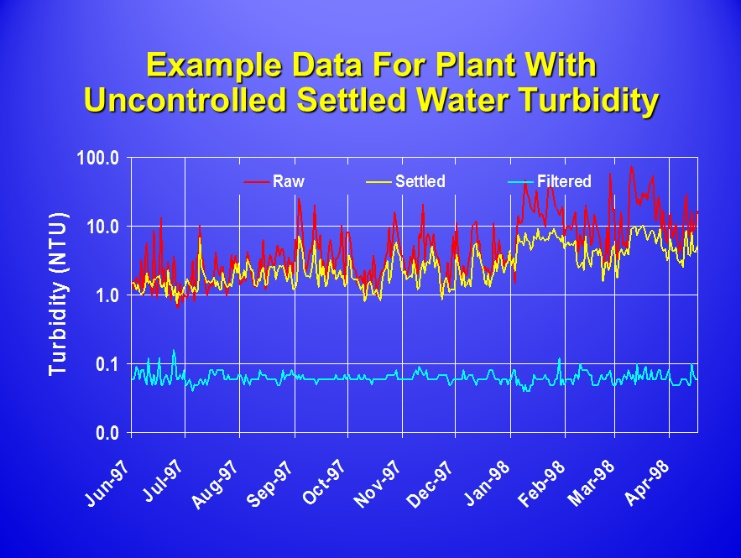 Example Data For Plant With
Uncontrolled Settled Water Turbidity
100.0
Raw
Settled
Filtered
10.0
1.0
0.1
0.0
Turbidity (NTU)
Jun-97
Jul-97
Aug-97
Sep-97
Oct-97
Nov-97
Dec-97
Jan-98
Feb-98
Mar-98
Apr-98